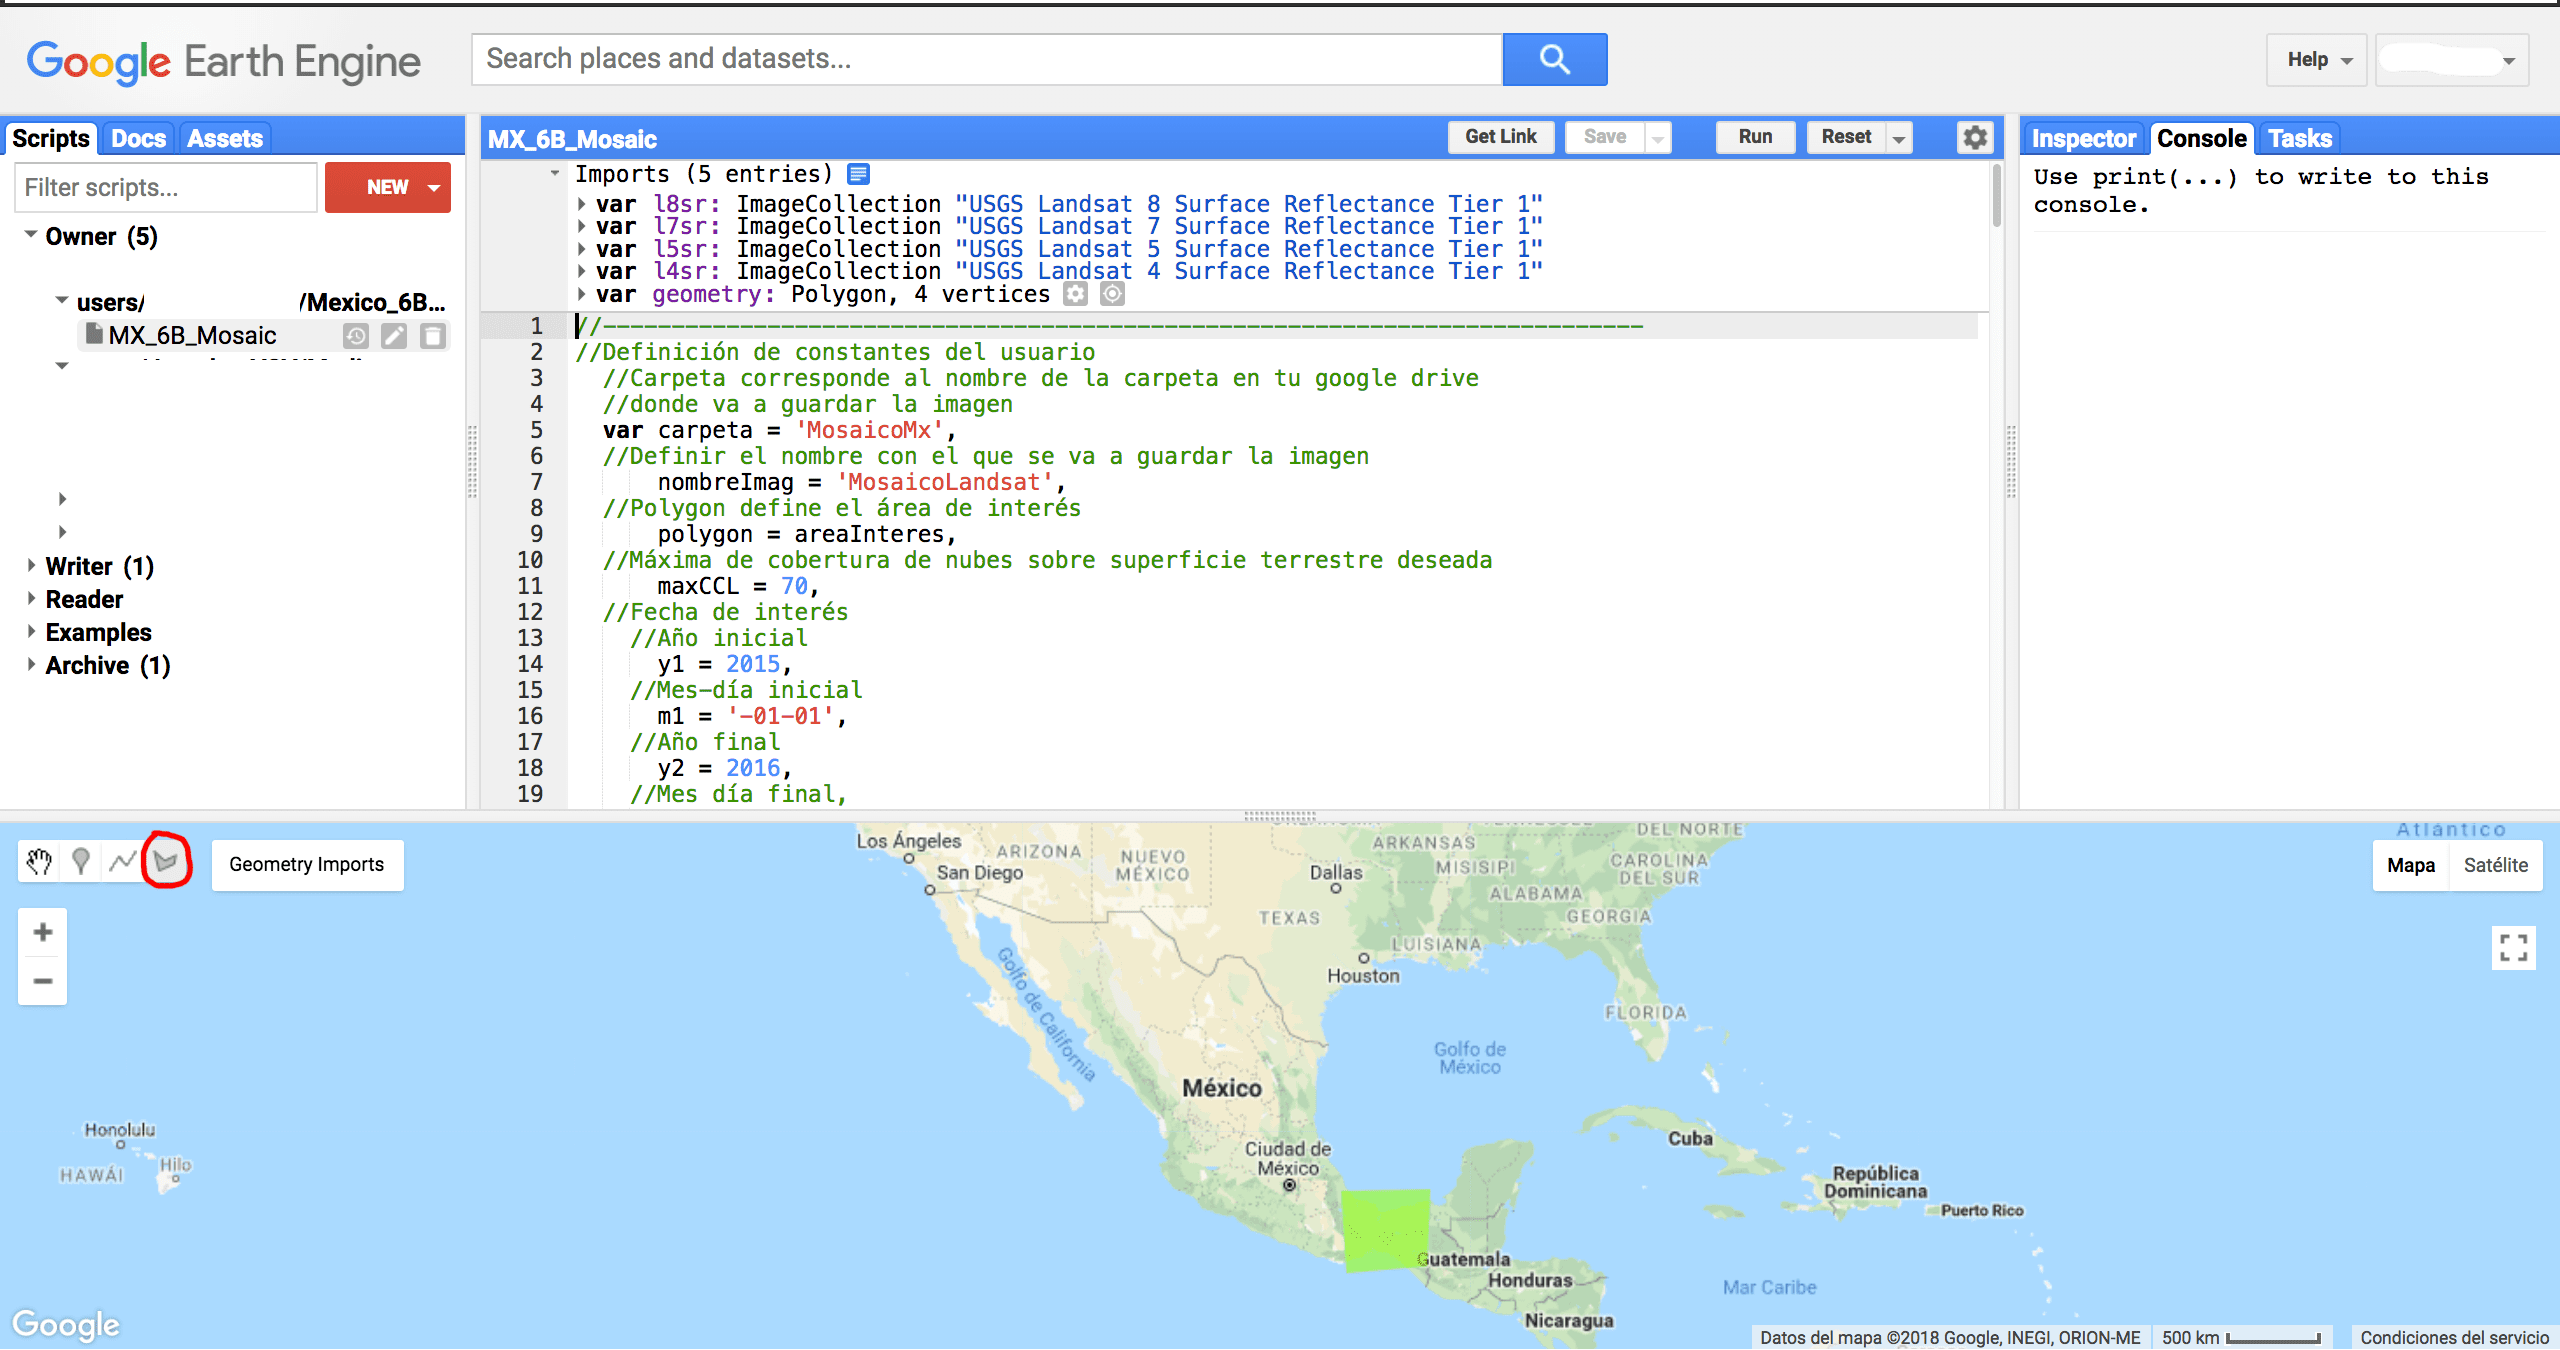 Google Earth Engine
Search places and datasets...
Help
Scripts Docs Assets
Filter scripts...
NEW
Owner (5)
users/ /Mexico_6B...
MX_6B_Mosaic
Writer (1)
Reader
Examples
Archive (1)
MX_6B_Mosaic
Get Link Save Run Reset
Imports (5 entries)
var l8sr: ImageCollection "USGS Landsat 8 Surface Reflectance Tier 1"
var l7sr: ImageCollection "USGS Landsat 7 Surface Reflectance Tier 1"
var l5sr: ImageCollection "USGS Landsat 5 Surface Reflectance Tier 1"
var l4sr: ImageCollection "USGS Landsat 4 Surface Reflectance Tier 1"
var geometry: Polygon, 4 vertices
1 //----------------------------------------------------------------------------
2 //Definición de constantes del usuario
3 //Carpeta corresponde al nombre de la carpeta en tu google drive
4 //donde va a guardar la imagen
5 var carpeta = 'MosaicoMx',
6 //Definir el nombre con el que se va a guardar la imagen
7 nombreImag = 'MosaicoLandsat',
8 //Polygon define el área de interés
9 polygon = areaInteres,
10 //Máxima de cobertura de nubes sobre superficie terrestre deseada
11 maxCCL = 70,
12 //Fecha de interés
13 //Año inicial
14 y1 = 2015,
15 //Mes-día inicial
16 m1 = '-01-01',
17 //Año final
18 y2 = 2016,
19 //Mes día final,
Inspector Console Tasks
Use print(...) to write to this
console.
Geometry Imports
Mapa Satélite
Los Ángeles
San Diego
ARIZONA
NUEVO
MÉXICO
Dallas
TEXAS
ARKANSAS
MISISIPI
ALABAMA
GEORGIA
DEL NORTE
CAROLINA
DEL SUR
Atlántico
LUISIANA
Houston
FLORIDA
Golfo de California
Golfo de
México
México
Ciudad de
México
Honolulu
HAWÁI
Hilo
Cuba
República
Dominicana
Puerto Rico
Guatemala
Honduras
Nicaragua
Mar Caribe
Google
Datos del mapa ©2018 Google, INEGI, ORION-ME 500 km Condiciones del servicio